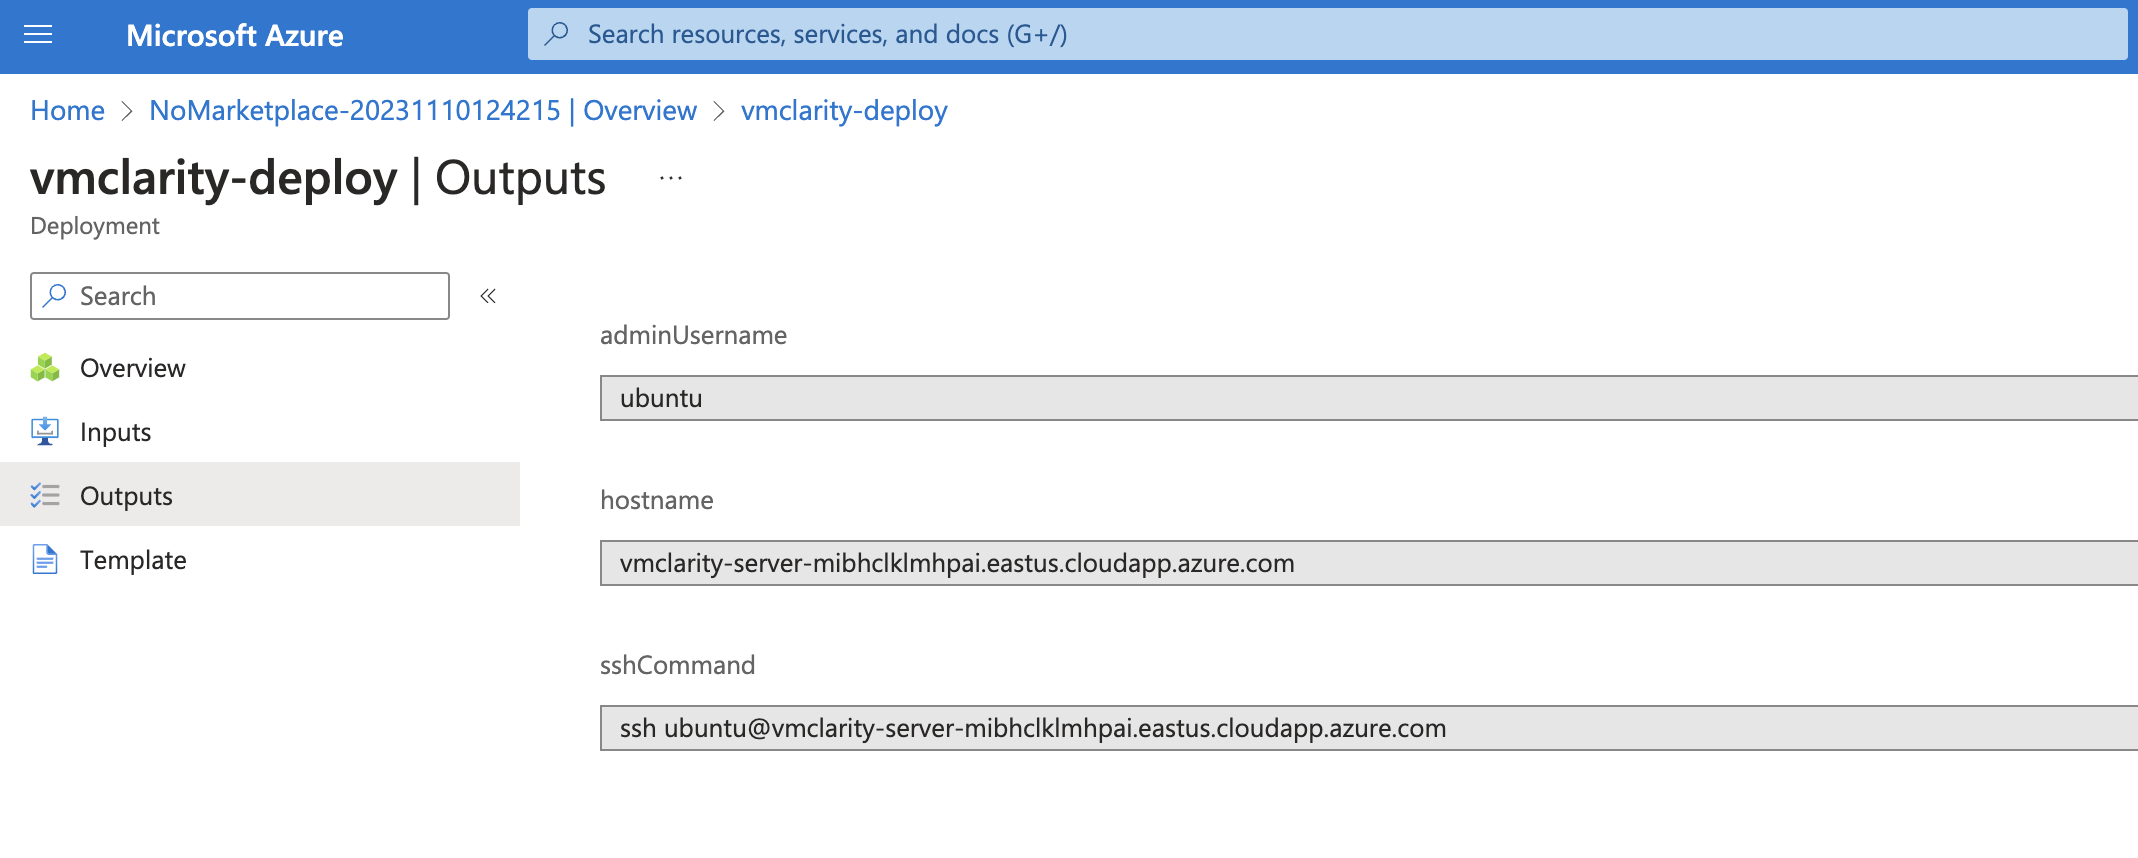 Microsoft Azure
Search resources, services, and docs (G+/)
Home > NoMarketplace-20231110124215 | Overview > vmclarity-deploy
vmclarity-deploy | Outputs ...
Deployment
Search
Overview
Inputs
Outputs
Template
adminUsername
ubuntu
hostname
vmclarity-server-mibhclklmhpai.eastus.cloudapp.azure.com
sshCommand
ssh ubuntu@vmclarity-server-mibhclklmhpai.eastus.cloudapp.azure.com